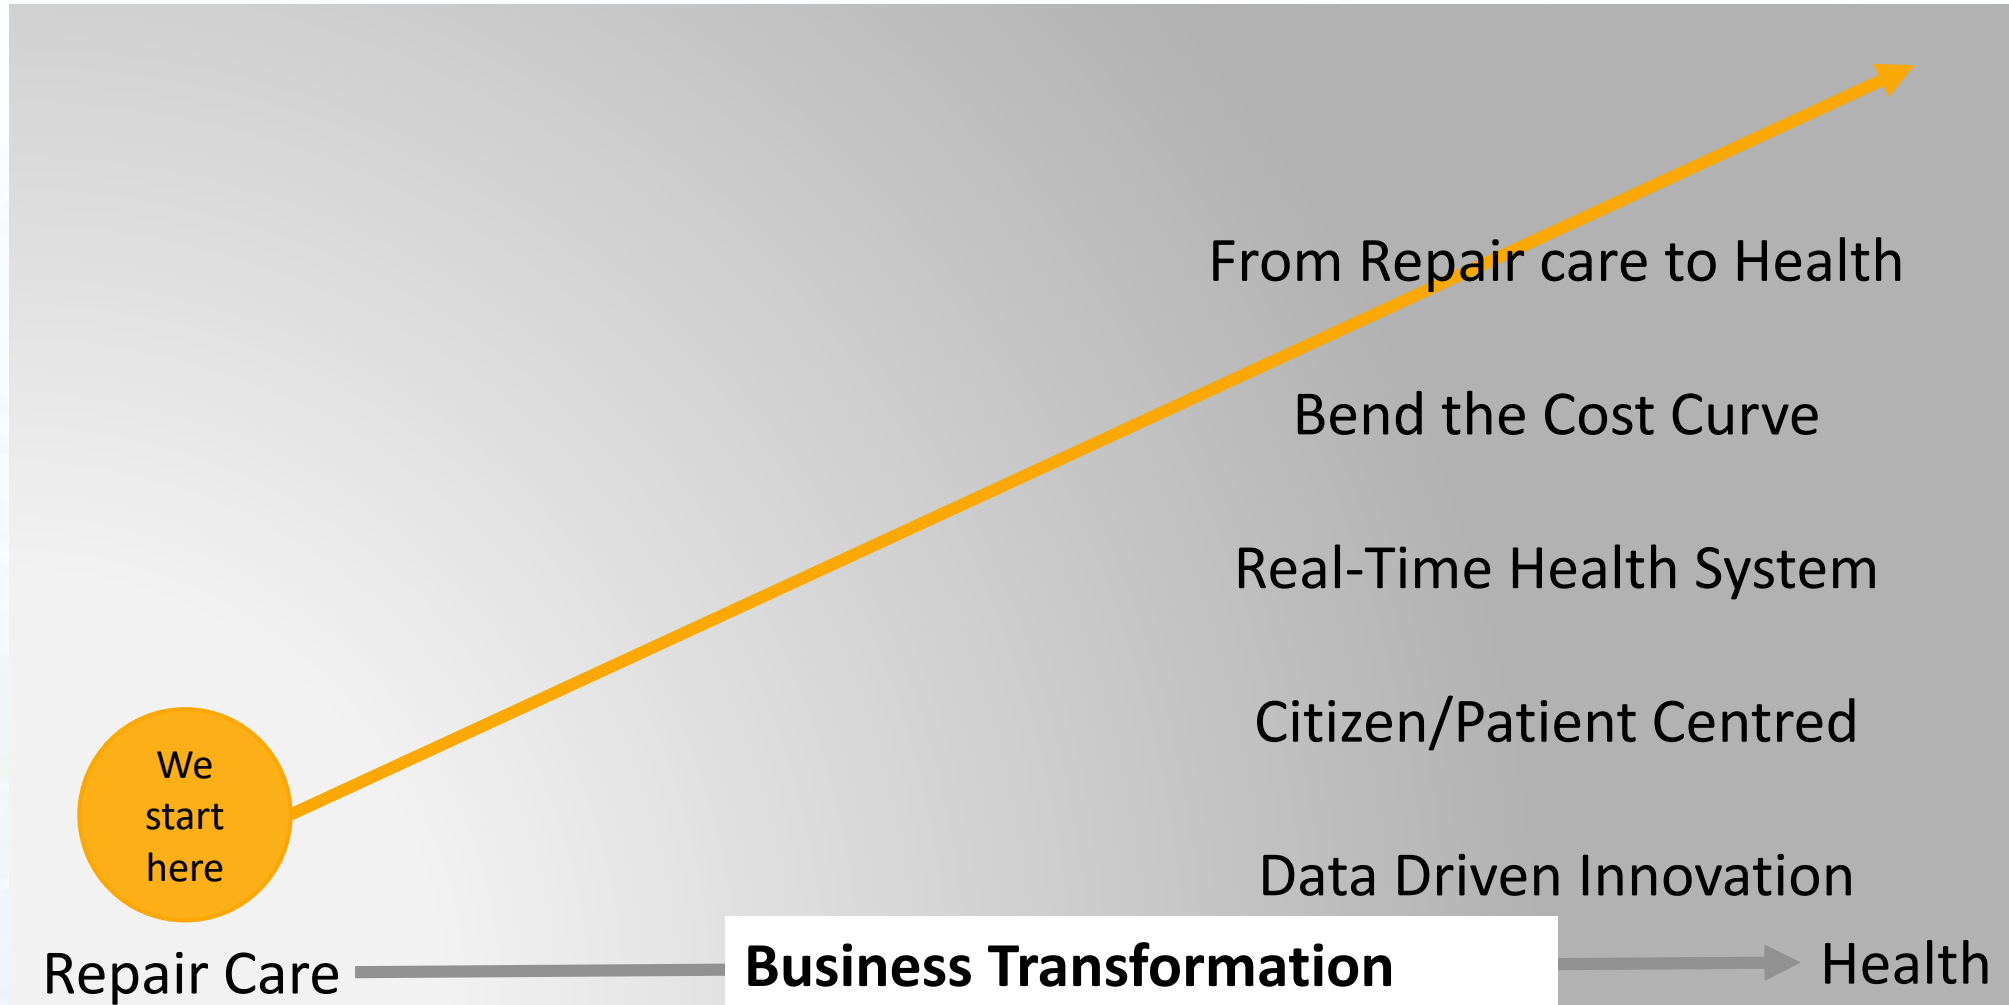 From Repair care to Health
Bend the Cost Curve
Real-Time Health System
Citizen/Patient Centred
Data Driven Innovation
We
start
here
Repair Care
Business Transformation
Health